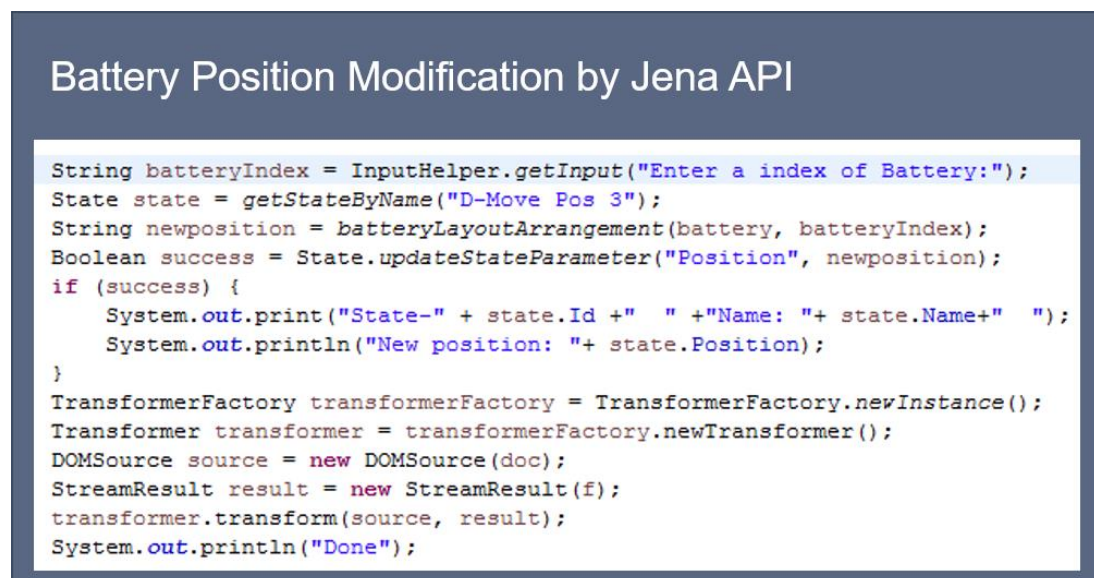 Battery Position Modification by Jena API
String batteryIndex = InputHelper.getInput("Enter a index of Battery:");
State state = getStateByName("D-Move Pos 3");
String newposition = batteryLayoutArrangement(battery, batteryIndex);
Boolean success = State.updateStateParameter("Position", newposition);
if (success) {
    System.out.print("State-" + state.Id +"  " +"Name: "+ state.Name+"  ");
    System.out.println("New position: "+ state.Position);
}
TransformerFactory transformerFactory = TransformerFactory.newInstance();
Transformer transformer = transformerFactory.newTransformer();
DOMSource source = new DOMSource(doc);
StreamResult result = new StreamResult(f);
transformer.transform(source, result);
System.out.println("Done");